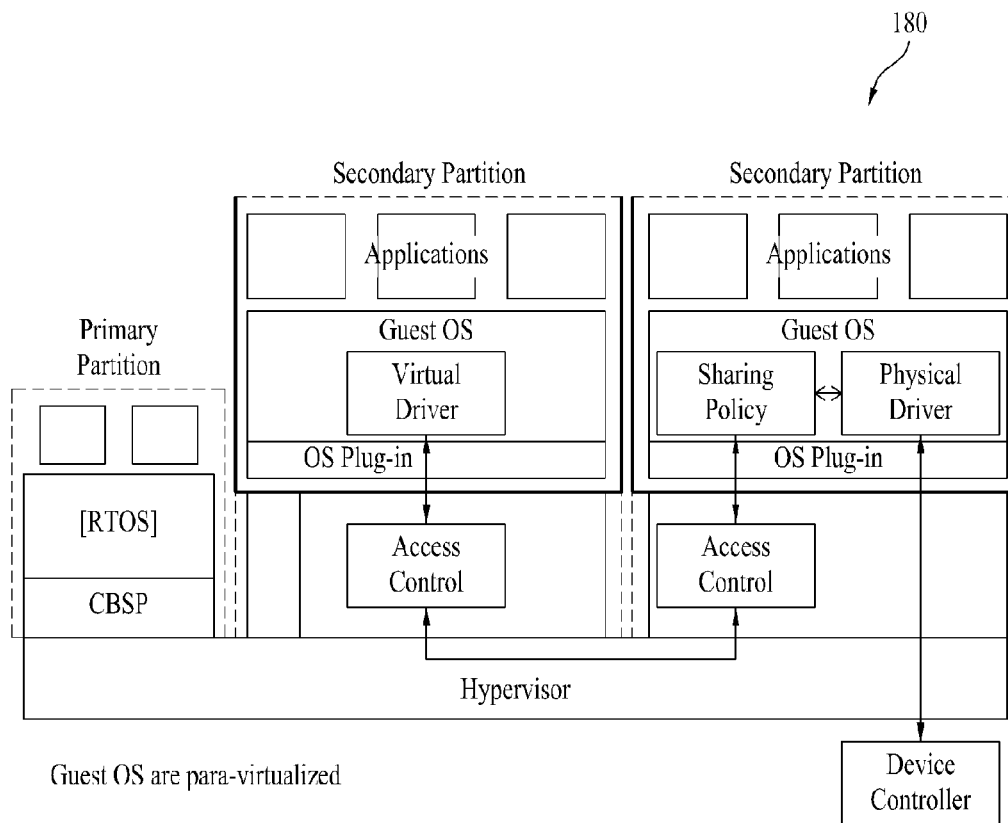 180
Secondary Partition
Secondary Partition
Applications
Applications
Primary
Partition
Guest OS
Guest OS
Virtual
Driver
Sharing
Policy
Physical
Driver
OS Plug-in
OS Plug-in
[RTOS]
CBSP
Access
Control
Access
Control
Hypervisor
Guest OS are para-virtualized
Device
Controller